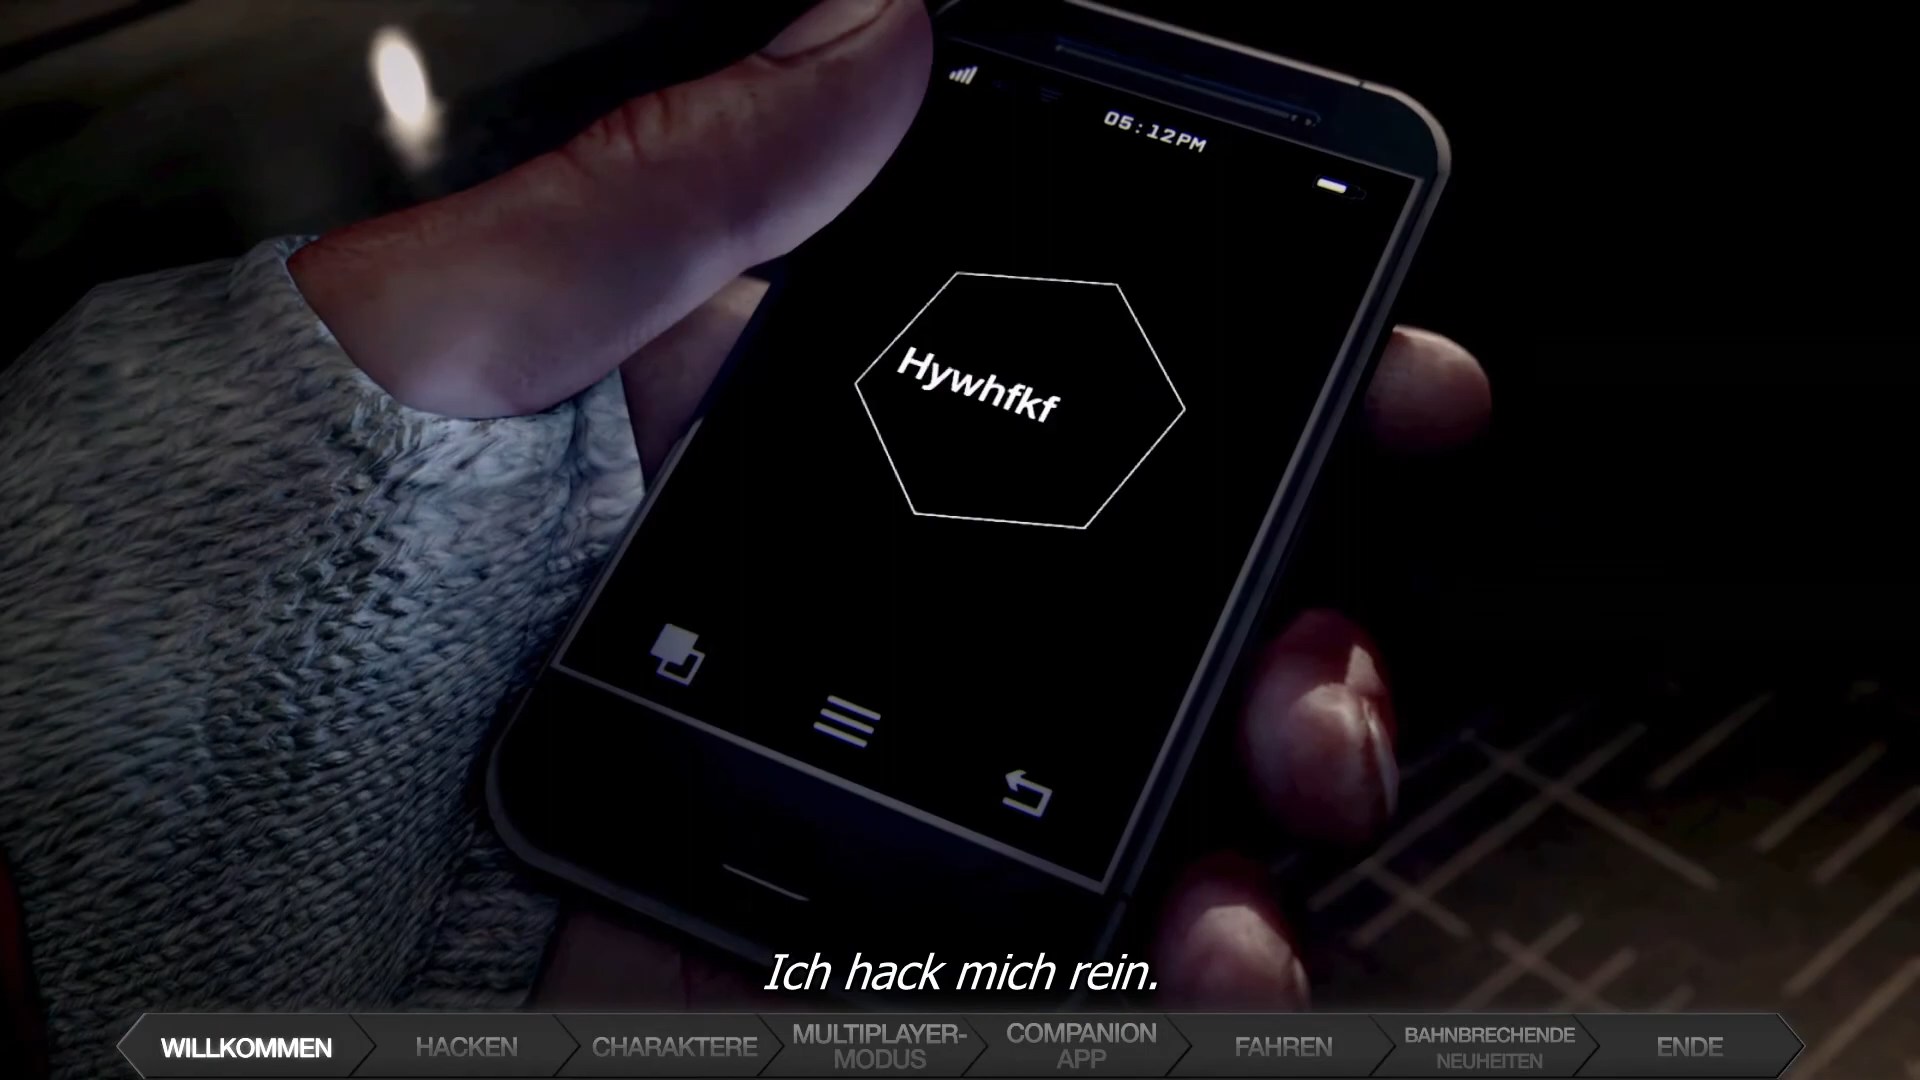 05:12PM
Hywhfkf
Ich hack mich rein.
WILLKOMMEN
HACKEN
CHARAKTERE
MULTIPLAYER-
MODUS
COMPANION
APP
FAHREN
BAHNBRECHENDE
NEUHEITEN
ENDE